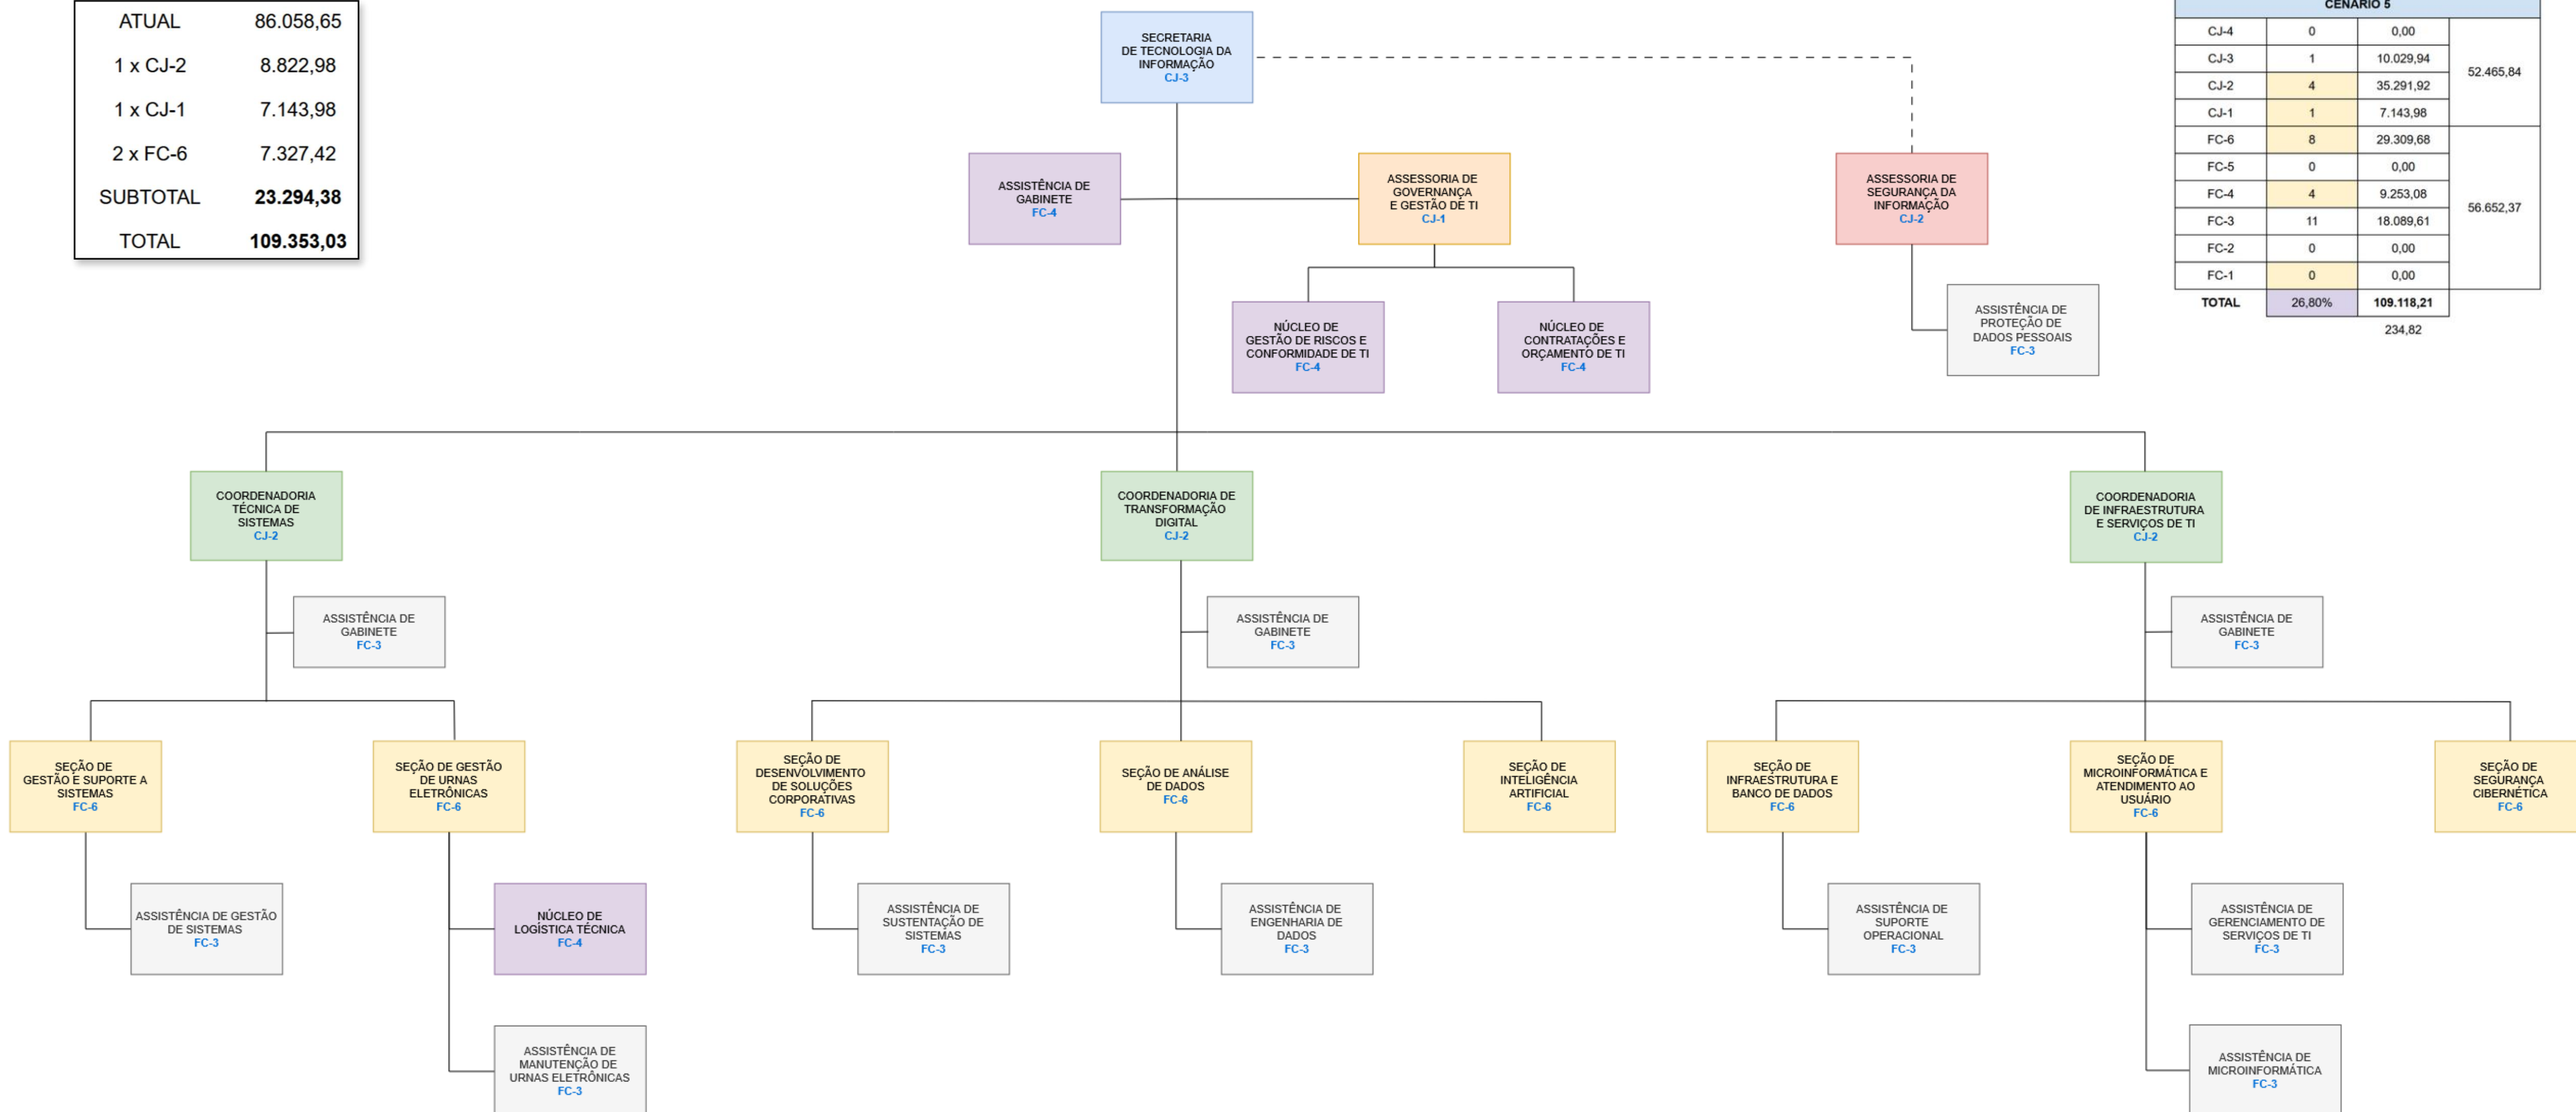 ATUAL 86.058,65
1 x CJ-2 8.822,98
1 x CJ-1 7.143,98
2 x FC-6 7.327,42
SUBTOTAL 23.294,38
TOTAL 109.353,03
SECRETARIA
DE TECNOLOGIA DA
INFORMAÇÃO
CJ-3
CENÁRIO 5
CJ-4 0 0,00
CJ-3 1 10.029,94
52.465,84
CJ-2 4 35.291,92
CJ-1 1 7.143,98
FC-6 8 29.309,68
FC-5 0 0,00
FC-4 4 9.253,08
56.652,37
FC-3 11 18.089,61
FC-2 0 0,00
FC-1 0 0,00
TOTAL 26,80% 109.118,21
234,82
ASSISTÊNCIA DE
GABINETE
FC-4
ASSESSORIA DE
GOVERNANÇA
E GESTÃO DE TI
CJ-1
ASSESSORIA DE
SEGURANÇA DA
INFORMAÇÃO
CJ-2
NÚCLEO DE
GESTÃO DE RISCOS E
CONFORMIDADE DE TI
FC-4
NÚCLEO DE
CONTRATAÇÕES E
ORÇAMENTO DE TI
FC-4
ASSISTÊNCIA DE
PROTEÇÃO DE
DADOS PESSOAIS
FC-3
COORDENADORIA
TÉCNICA DE
SISTEMAS
CJ-2
COORDENADORIA DE
TRANSFORMAÇÃO
DIGITAL
CJ-2
COORDENADORIA
DE INFRAESTRUTURA
E SERVIÇOS DE TI
CJ-2
ASSISTÊNCIA DE
GABINETE
FC-3
ASSISTÊNCIA DE
GABINETE
FC-3
ASSISTÊNCIA DE
GABINETE
FC-3
SEÇÃO DE
GESTÃO E SUPORTE A
SISTEMAS
FC-6
SEÇÃO DE GESTÃO
DE URNAS
ELETRÔNICAS
FC-6
SEÇÃO DE
DESENVOLVIMENTO
DE SOLUÇÕES
CORPORATIVAS
FC-6
SEÇÃO DE ANÁLISE
DE DADOS
FC-6
SEÇÃO DE
INTELIGÊNCIA
ARTIFICIAL
FC-6
SEÇÃO DE
INFRAESTRUTURA E
BANCO DE DADOS
FC-6
SEÇÃO DE
MICROINFORMÁTICA E
ATENDIMENTO AO
USUÁRIO
FC-6
SEÇÃO DE
SEGURANÇA
CIBERNÉTICA
FC-6
ASSISTÊNCIA DE GESTÃO
DE SISTEMAS
FC-3
NÚCLEO DE
LOGÍSTICA TÉCNICA
FC-4
ASSISTÊNCIA DE
SUSTENTAÇÃO DE
SISTEMAS
FC-3
ASSISTÊNCIA DE
ENGENHARIA DE
DADOS
FC-3
ASSISTÊNCIA DE
SUPORTE
OPERACIONAL
FC-3
ASSISTÊNCIA DE
GERENCIAMENTO DE
SERVIÇOS DE TI
FC-3
ASSISTÊNCIA DE
MANUTENÇÃO DE
URNAS ELETRÔNICAS
FC-3
ASSISTÊNCIA DE
MICROINFORMÁTICA
FC-3